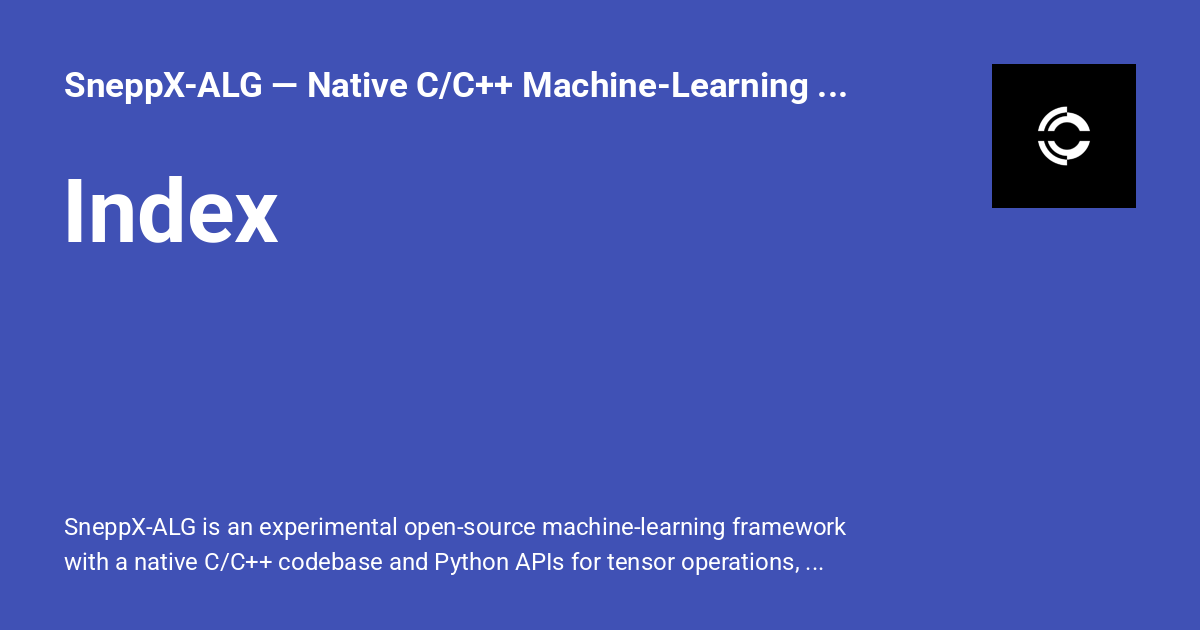 SneppX-ALG — Native C/C++ Machine-Learning ...
Index
SneppX-ALG is an experimental open-source machine-learning framework
with a native C/C++ codebase and Python APIs for tensor operations, ...